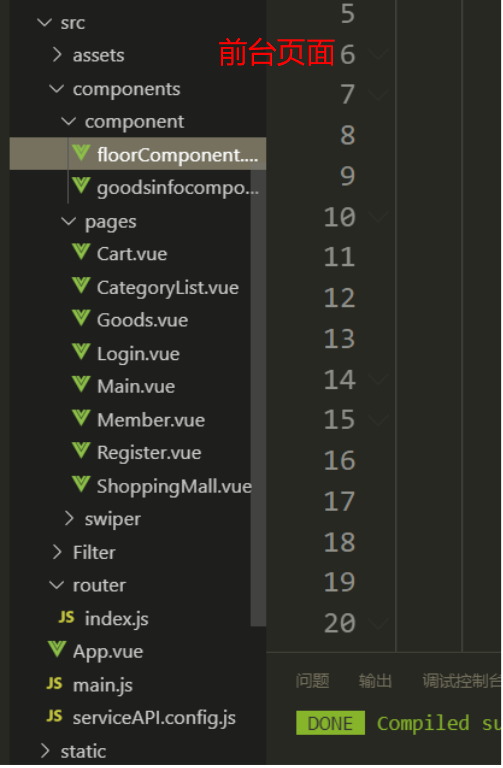 src
assets
components
component
floorComponent....
goodsinfocompo...
pages
Cart.vue
CategoryList.vue
Goods.vue
Login.vue
Main.vue
Member.vue
Register.vue
ShoppingMall.vue
swiper
Filter
router
JS index.js
App.vue
JS main.js
JS serviceAPI.config.js
static
前台页面
5
6
7
8
9
10
11
12
13
14
15
16
17
18
19
20
问题 输出 调试控制台
DONE Compiled su